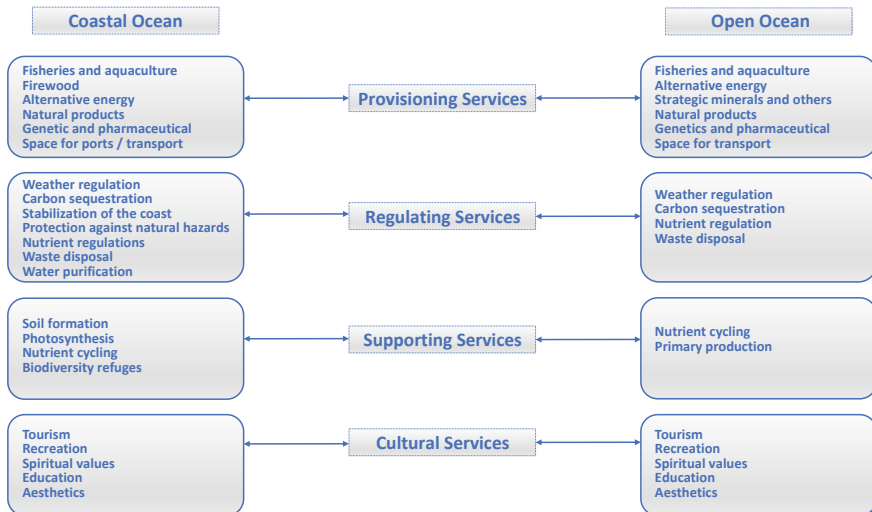 Coastal Ocean
Open Ocean
Fisheries and aquaculture
Firewood
Alternative energy
Natural products
Genetic and pharmaceutical
Space for ports / transport
Provisioning Services
Fisheries and aquaculture
Alternative energy
Strategic minerals and others
Natural products
Genetics and pharmaceutical
Space for transport
Weather regulation
Carbon sequestration
Stabilization of the coast
Protection against natural hazards
Nutrient regulations
Waste disposal
Water purification
Regulating Services
Weather regulation
Carbon sequestration
Nutrient regulation
Waste disposal
Soil formation
Photosynthesis
Nutrient cycling
Biodiversity refuges
Supporting Services
Nutrient cycling
Primary production
Tourism
Recreation
Spiritual values
Education
Aesthetics
Cultural Services
Tourism
Recreation
Spiritual values
Education
Aesthetics